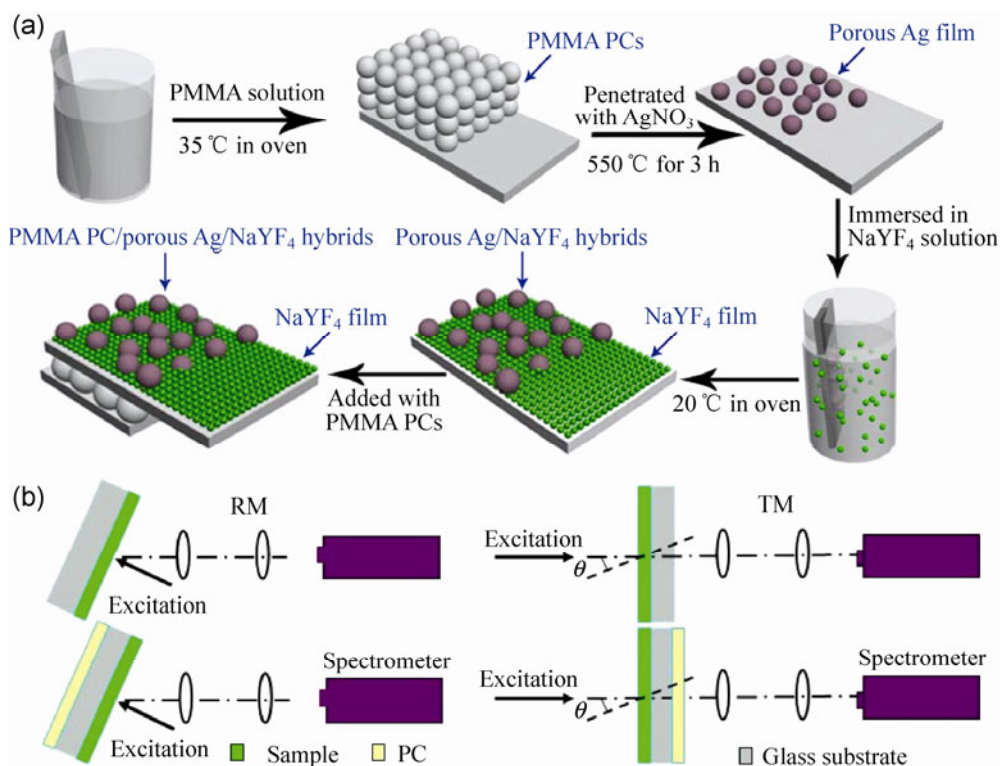 (a)
PMMA solution
35 ℃ in oven
PMMA PCs
Penetrated
with AgNO₃
550 ℃ for 3 h
Porous Ag film
Immersed in
NaYF₄ solution
PMMA PC/porous Ag/NaYF₄ hybrids
Porous Ag/NaYF₄ hybrids
NaYF₄ film
NaYF₄ film
Added with
PMMA PCs
20 ℃ in oven
(b)
RM
Excitation
TM
Excitation
θ
Spectrometer
Excitation
Excitation
θ
Spectrometer
Sample
PC
Glass substrate